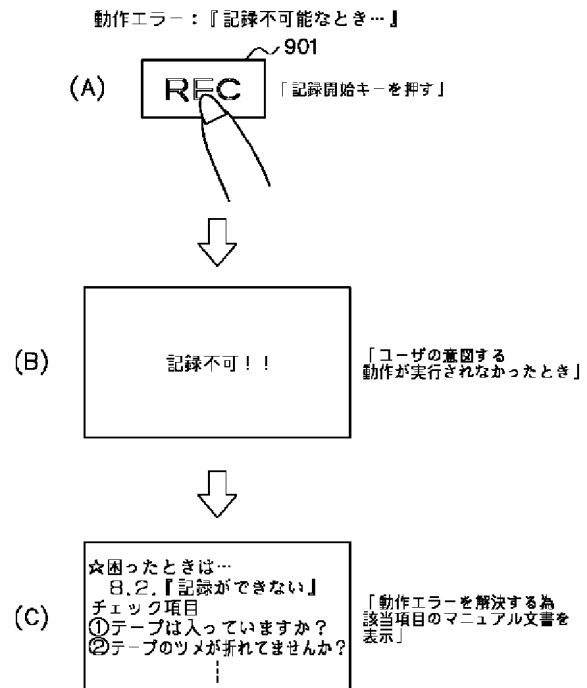 動作エラー：『記録不可能なとき…』
901
(A)
REC
「記録開始キーを押す」
(B)
記録不可！！
「ユーザの意図する
動作が実行されなかったとき」
(C)
☆困ったときは…
8.2.『記録ができない』
チェック項目
①テープは入っていますか？
②テープのツメが折れてませんか？
「動作エラーを解決する為
該当項目のマニュアル文書を
表示」